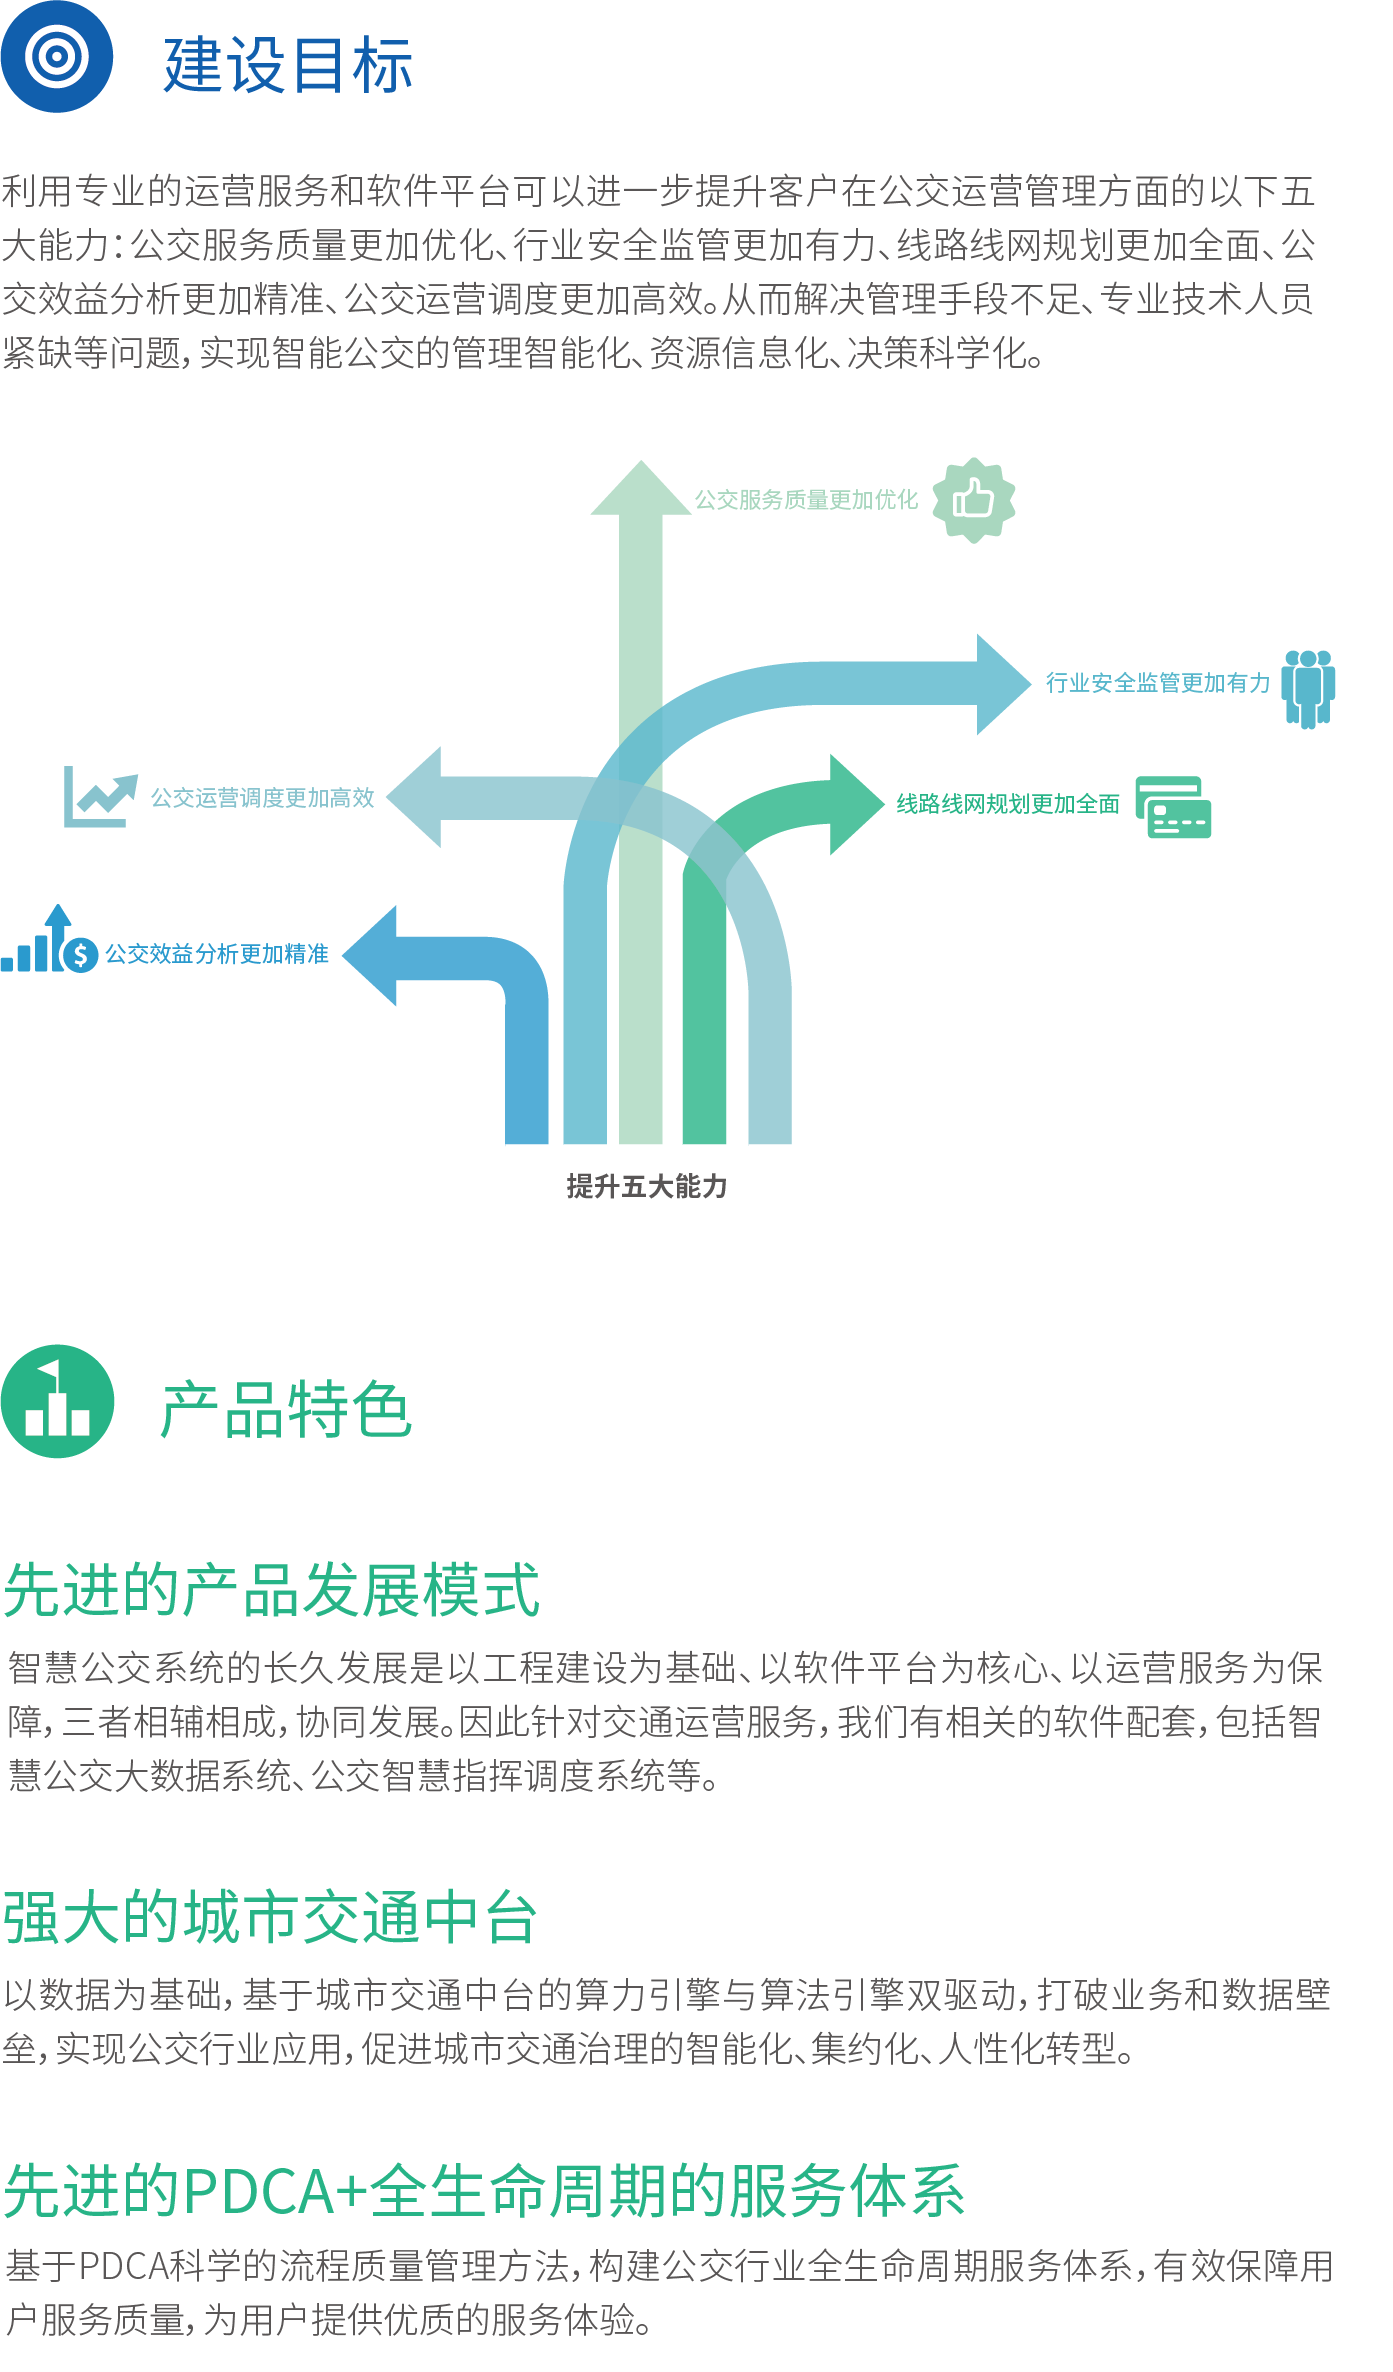 建设目标
利用专业的运营服务和软件平台可以进一步提升客户在公交运营管理方面的以下五
大能力：公交服务质量更加优化、行业安全监管更加有力、线路线网规划更加全面、公
交效益分析更加精准、公交运营调度更加高效。从而解决管理手段不足、专业技术人员
紧缺等问题，实现智能公交的管理智能化、资源信息化、决策科学化。
公交服务质量更加优化
行业安全监管更加有力
公交运营调度更加高效
线路线网规划更加全面
公交效益分析更加精准
提升五大能力
产品特色
先进的产品发展模式
智慧公交系统的长久发展是以工程建设为基础、以软件平台为核心、以运营服务为保
障，三者相辅相成，协同发展。因此针对交通运营服务，我们有相关的软件配套，包括智
慧公交大数据系统、公交智慧指挥调度系统等。
强大的城市交通中台
以数据为基础，基于城市交通中台的算力引擎与算法引擎双驱动，打破业务和数据壁
垒，实现公交行业应用，促进城市交通治理的智能化、集约化、人性化转型。
先进的PDCA+全生命周期的服务体系
基于PDCA科学的流程质量管理方法，构建公交行业全生命周期服务体系，有效保障用
户服务质量，为用户提供优质的服务体验。